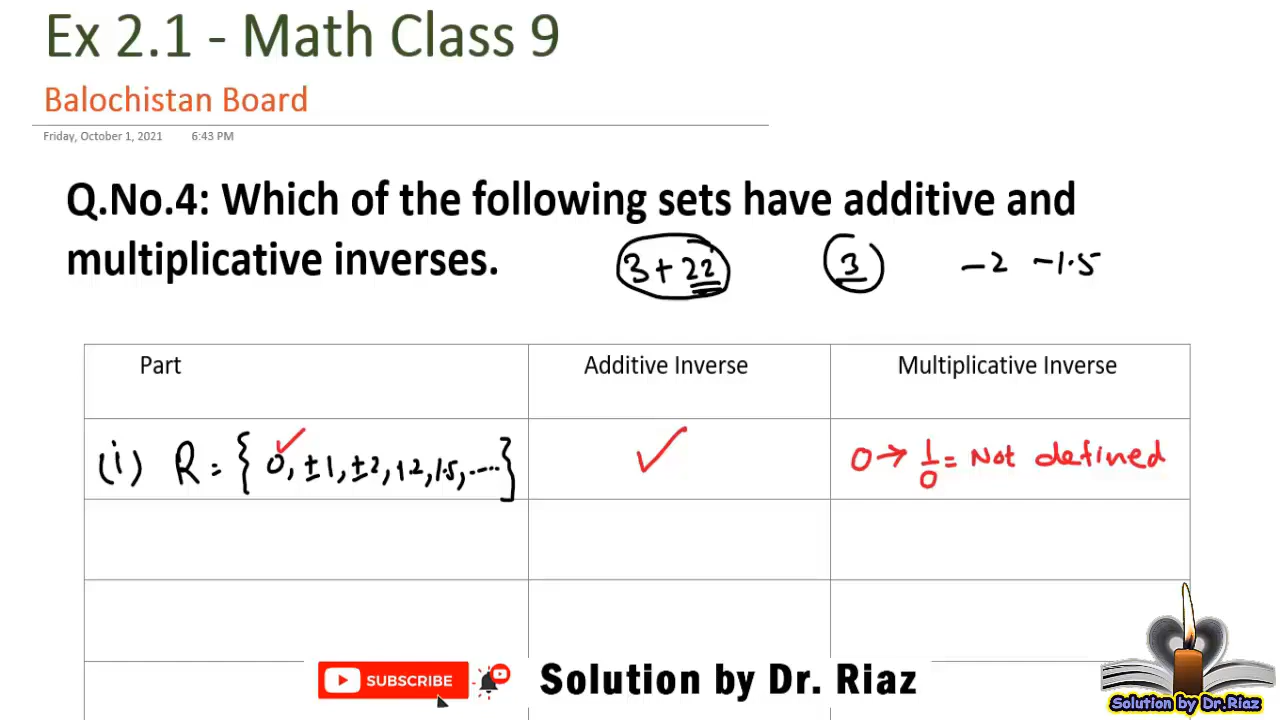 Ex 2.1 - Math Class 9
Balochistan Board
Friday, October 1, 2021 6:43 PM
Q.No.4: Which of the following sets have additive and
multiplicative inverses.
3 + 22 3 -2 -1.5
Part Additive Inverse Multiplicative Inverse
(i) R = { 0, ±1, ±2, 1.2, 1.5, .... } ✓ 0 → 1/0 = Not defined
SUBSCRIBE
Solution by Dr. Riaz
Solution by Dr.Riaz